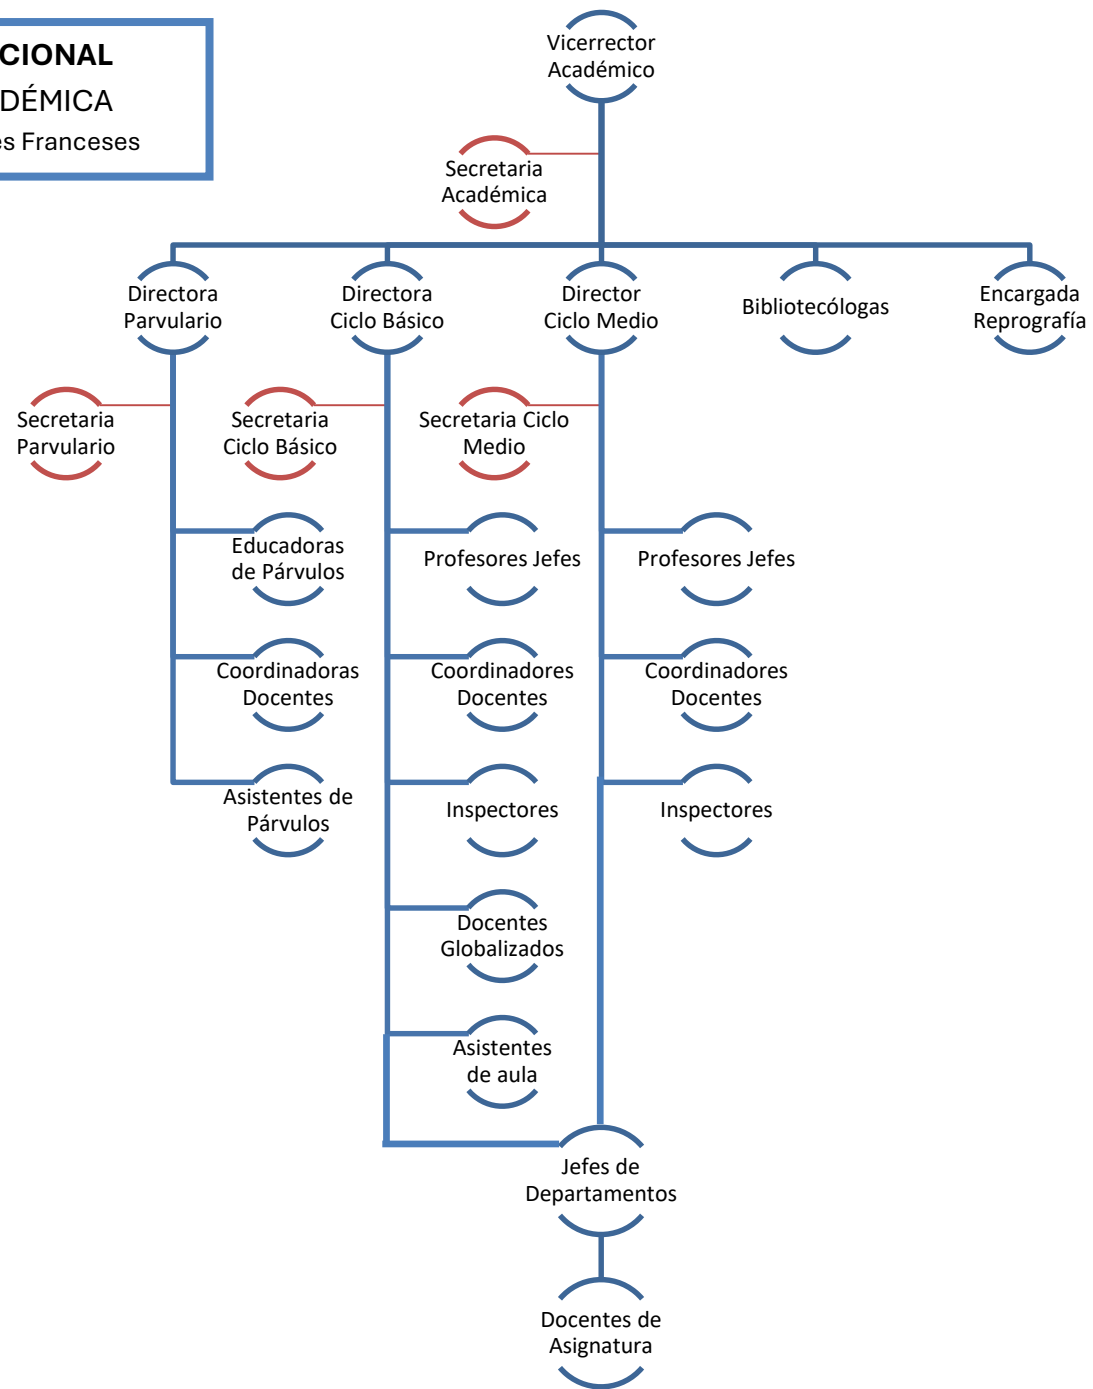 CIONAL
DÉMICA
es Franceses
Vicerrector
Académico
Secretaria
Académica
Directora
Parvulario
Directora
Ciclo Básico
Director
Ciclo Medio
Bibliotecólogas
Encargada
Reprografía
Secretaria
Parvulario
Secretaria
Ciclo Básico
Secretaria Ciclo
Medio
Educadoras
de Párvulos
Profesores Jefes
Profesores Jefes
Coordinadoras
Docentes
Coordinadores
Docentes
Coordinadores
Docentes
Asistentes de
Párvulos
Inspectores
Inspectores
Docentes
Globalizados
Asistentes
de aula
Jefes de
Departamentos
Docentes de
Asignatura